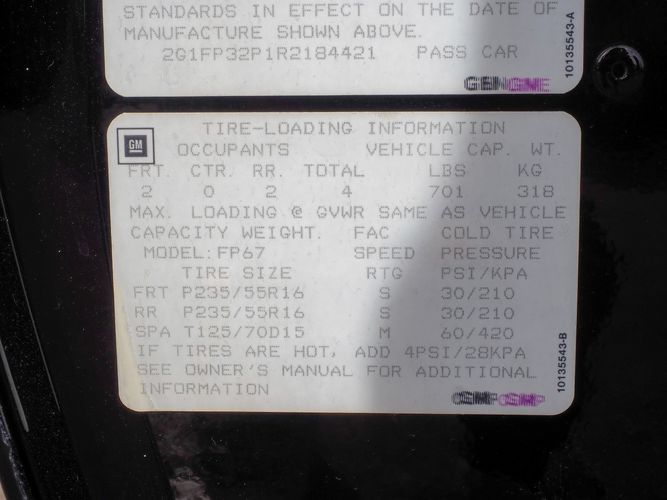 STANDARDS IN EFFECT ON THE DATE OF
MANUFACTURE SHOWN ABOVE.
2G1FP32P1R2184421 PASS CAR
10135543-A
TIRE-LOADING INFORMATION
GM
OCCUPANTS VEHICLE CAP. WT.
FRT. CTR. RR. TOTAL LBS KG
2 0 2 4 701 318
MAX. LOADING @ GVWR SAME AS VEHICLE
CAPACITY WEIGHT. FAC COLD TIRE
MODEL: FP67 SPEED PRESSURE
TIRE SIZE RTG PSI/KPA
FRT P235/55R16 S 30/210
RR P235/55R16 S 30/210
SPA T125/70D15 M 60/420
IF TIRES ARE HOT, ADD 4PSI/28KPA
SEE OWNER'S MANUAL FOR ADDITIONAL
INFORMATION
10135543-B